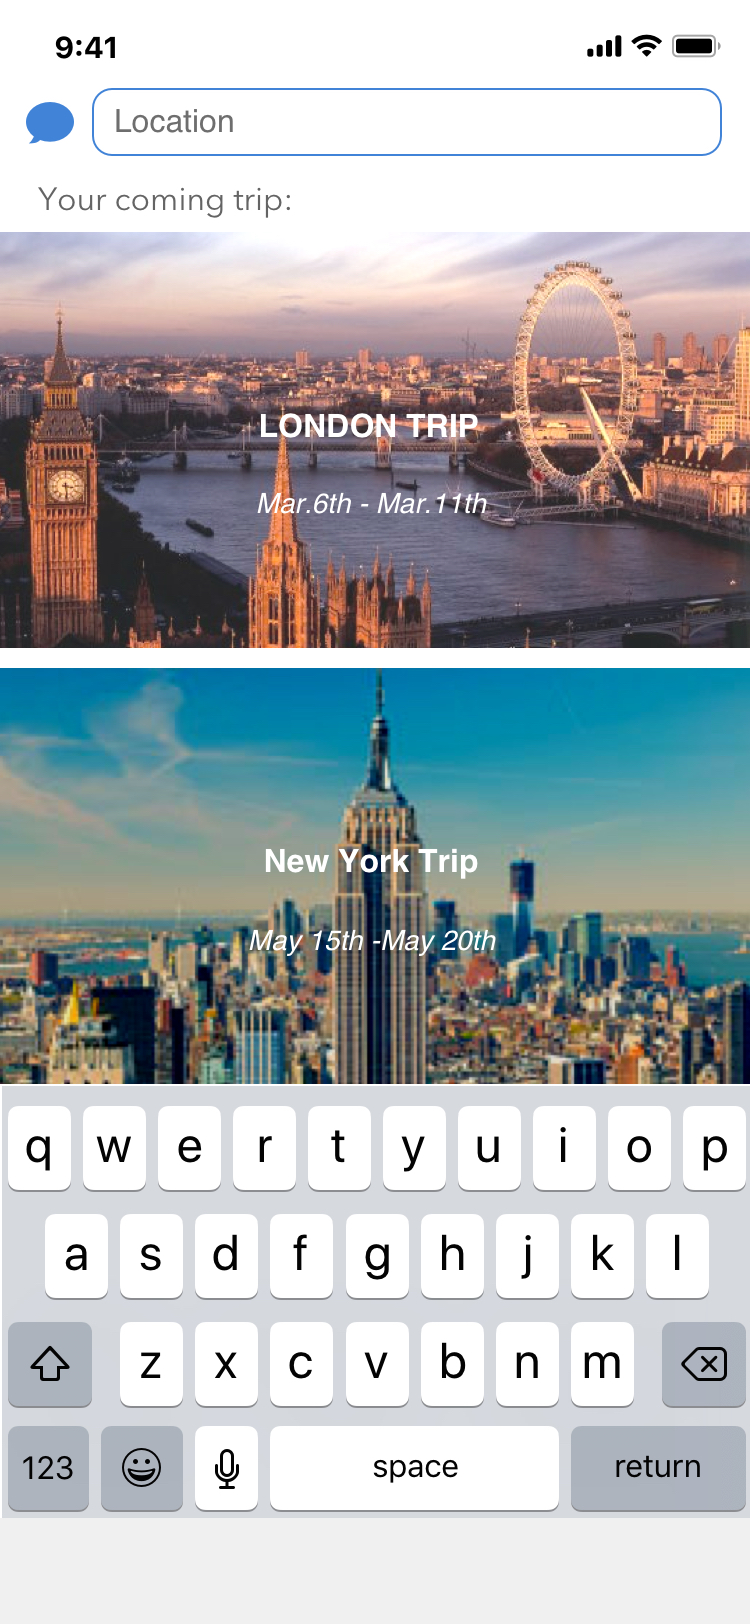 9:41
Location
Your coming trip:
LONDON TRIP
Mar.6th - Mar.11th
New York Trip
May 15th -May 20th
q w e r t y u i o p
a s d f g h j k l
z x c v b n m
123 space return